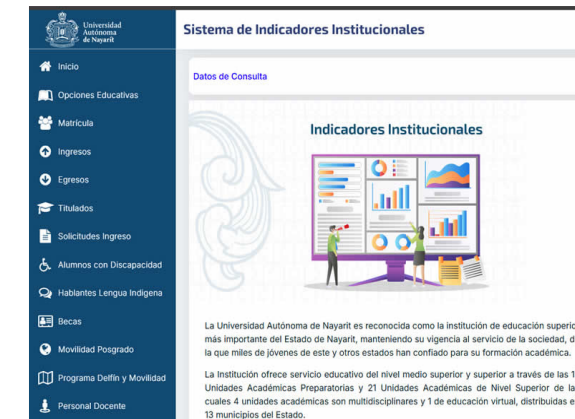 Universidad
Autónoma
de Nayarit
Sistema de Indicadores Institucionales
Inicio
Opciones Educativas
Matrícula
Ingresos
Egresos
Titulados
Solicitudes Ingreso
Alumnos con Discapacidad
Hablantes Lengua Indigena
Becas
Movilidad Posgrado
Programa Delfín y Movilidad
Personal Docente
Datos de Consulta
Indicadores Institucionales
La Universidad Autónoma de Nayarit es reconocida como la institución de educación superio
más importante del Estado de Nayarit, manteniendo su vigencia al servicio de la sociedad, d
la que miles de jóvenes de este y otros estados han confiado para su formación académica.
La Institución ofrece servicio educativo del nivel medio superior y superior a través de las 1
Unidades Académicas Preparatorias y 21 Unidades Académicas de Nivel Superior de la
cuales 4 unidades académicas son multidisciplinares y 1 de educación virtual, distribuidas e
13 municipios del Estado.